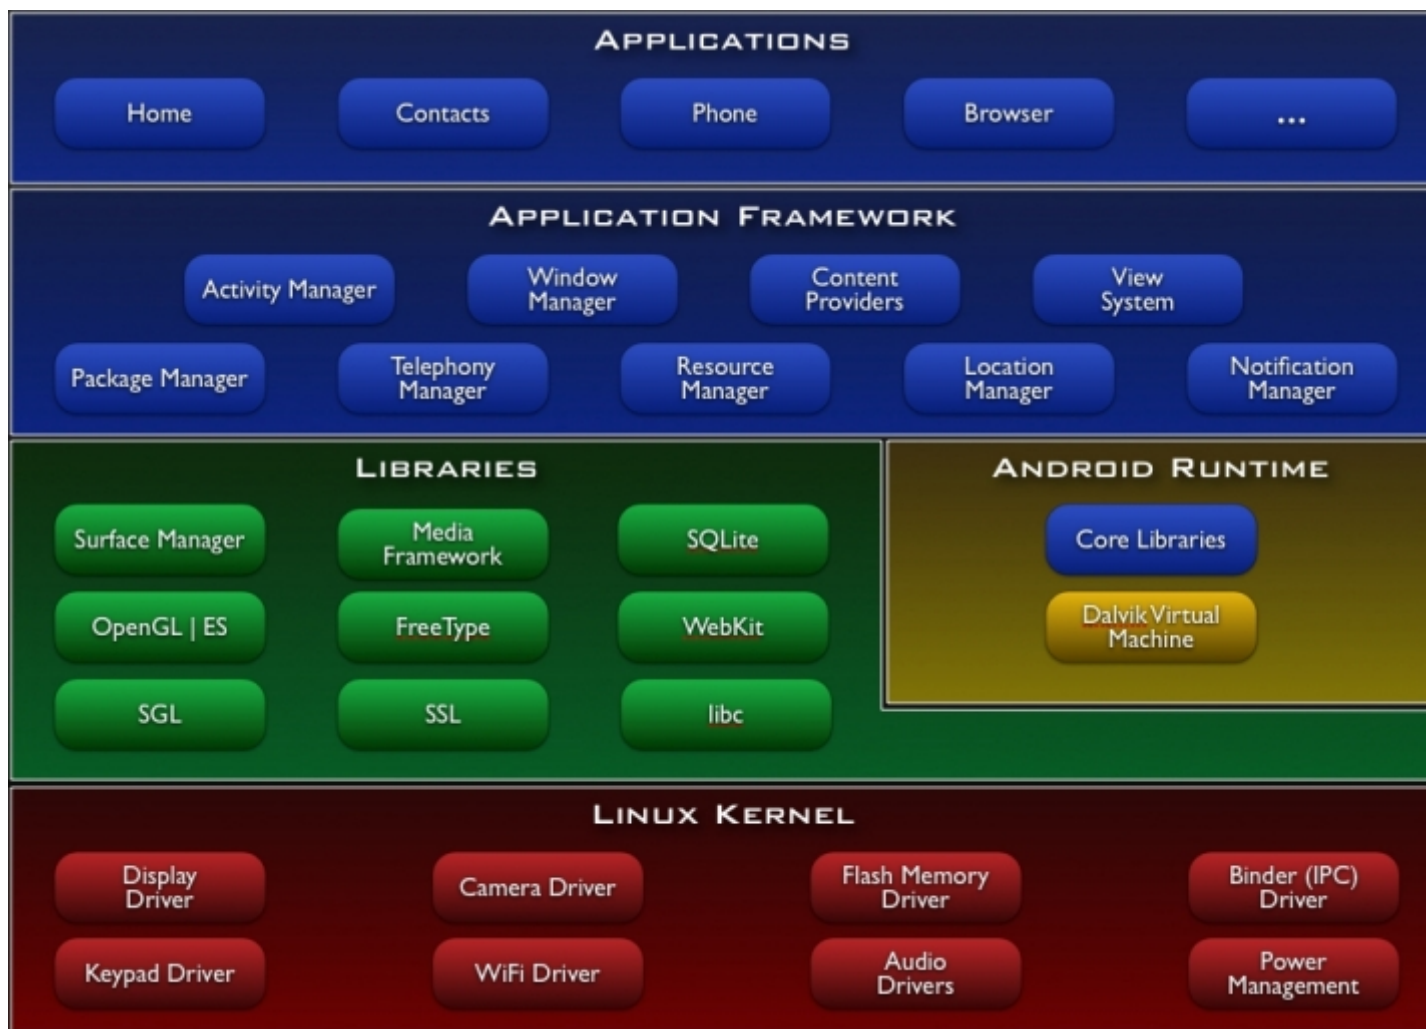 APPLICATIONS
Home
Contacts
Phone
Browser
...
APPLICATION FRAMEWORK
Activity Manager
Window
Manager
Content
Providers
View
System
Package Manager
Telephony
Manager
Resource
Manager
Location
Manager
Notification
Manager
LIBRARIES
Surface Manager
Media
Framework
SQLite
OpenGL | ES
FreeType
WebKit
SGL
SSL
libc
ANDROID RUNTIME
Core Libraries
Dalvik Virtual
Machine
LINUX KERNEL
Display
Driver
Camera Driver
Flash Memory
Driver
Binder (IPC)
Driver
Keypad Driver
WiFi Driver
Audio
Drivers
Power
Management